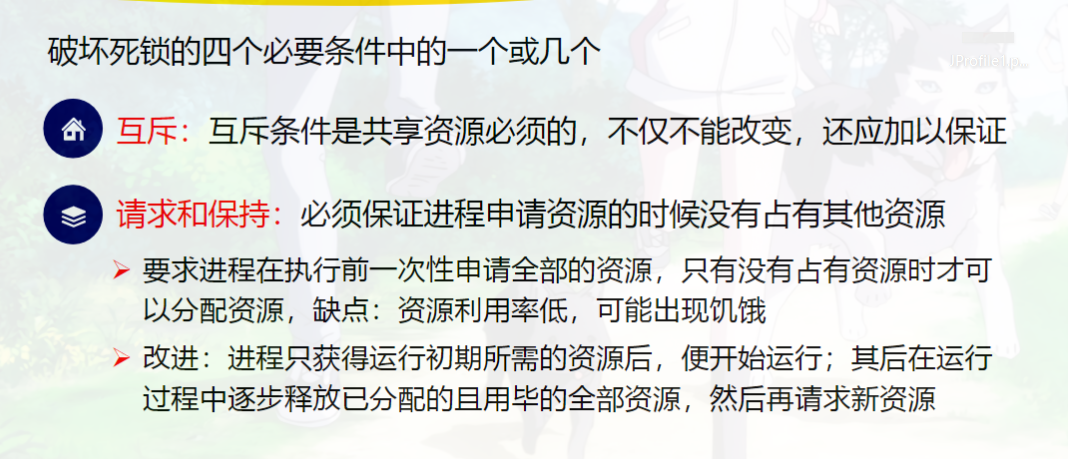 破坏死锁的四个必要条件中的一个或几个
互斥：互斥条件是共享资源必须的，不仅不能改变，还应加以保证
请求和保持：必须保证进程申请资源的时候没有占有其他资源
要求进程在执行前一次性申请全部的资源，只有没有占有资源时才可
以分配资源，缺点：资源利用率低，可能出现饥饿
改进：进程只获得运行初期所需的资源后，便开始运行；其后在运行
过程中逐步释放已分配的且用毕的全部资源，然后再请求新资源